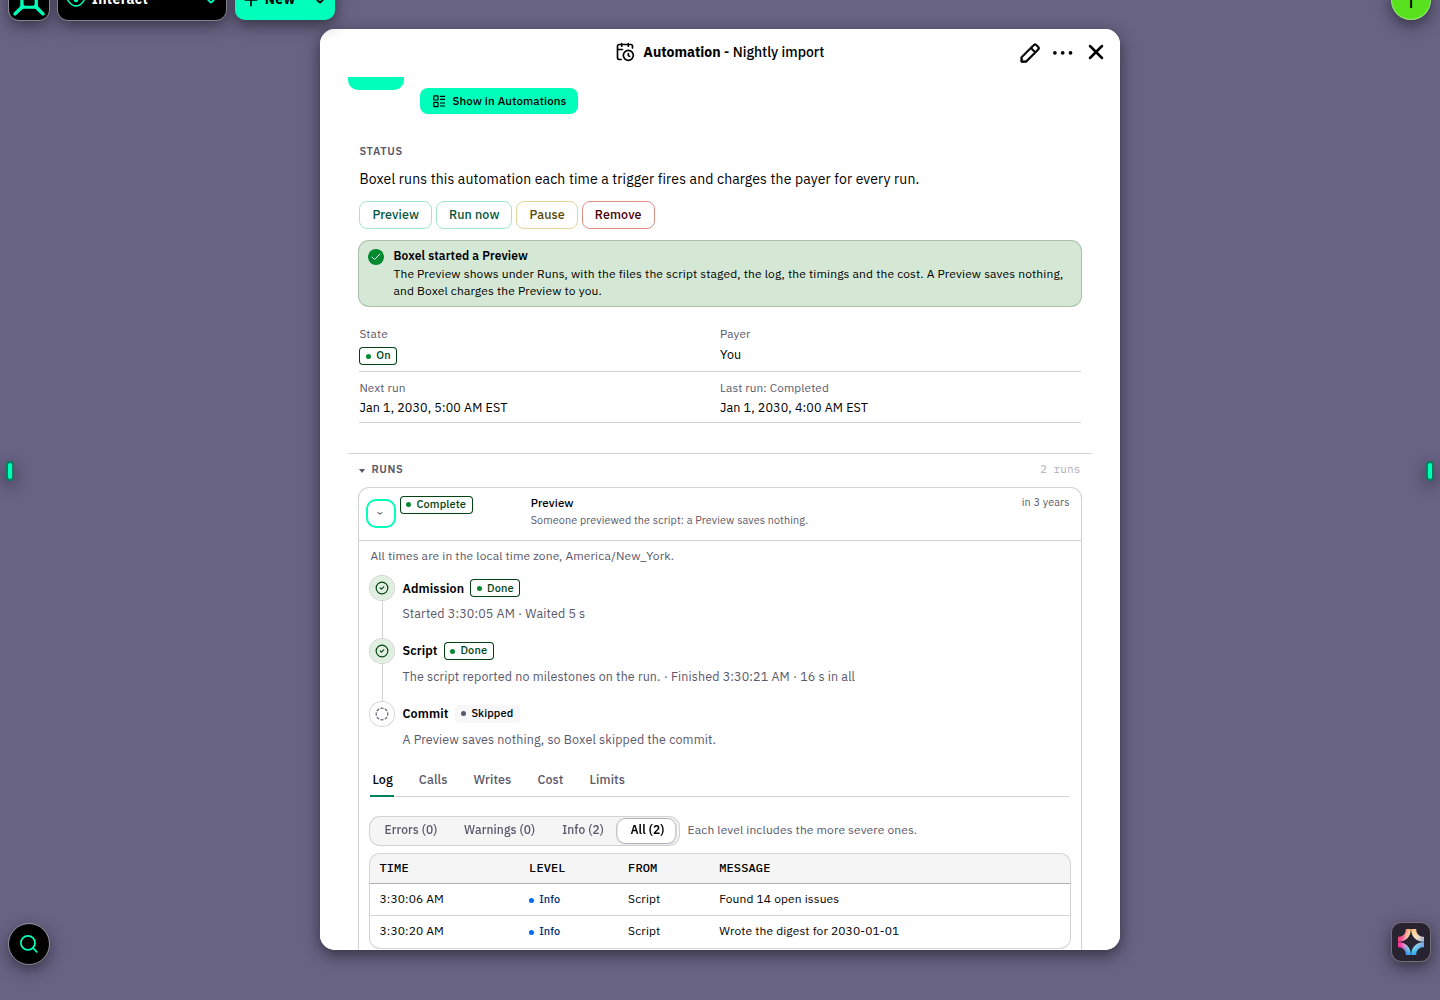 Interact
New
Automation - Nightly import
Show in Automations
STATUS
Boxel runs this automation each time a trigger fires and charges the payer for every run.
Preview
Run now
Pause
Remove
Boxel started a Preview
The Preview shows under Runs, with the files the script staged, the log, the timings and the cost. A Preview saves nothing,
and Boxel charges the Preview to you.
State
Payer
On
You
Next run
Last run: Completed
Jan 1, 2030, 5:00 AM EST
Jan 1, 2030, 4:00 AM EST
RUNS
2 runs
Complete
Preview
in 3 years
Someone previewed the script: a Preview saves nothing.
All times are in the local time zone, America/New_York.
Admission
Done
Started 3:30:05 AM · Waited 5 s
Script
Done
The script reported no milestones on the run. · Finished 3:30:21 AM · 16 s in all
Commit
Skipped
A Preview saves nothing, so Boxel skipped the commit.
Log
Calls
Writes
Cost
Limits
Errors (0)
Warnings (0)
Info (2)
All (2)
Each level includes the more severe ones.
TIME
LEVEL
FROM
MESSAGE
3:30:06 AM
Info
Script
Found 14 open issues
3:30:20 AM
Info
Script
Wrote the digest for 2030-01-01